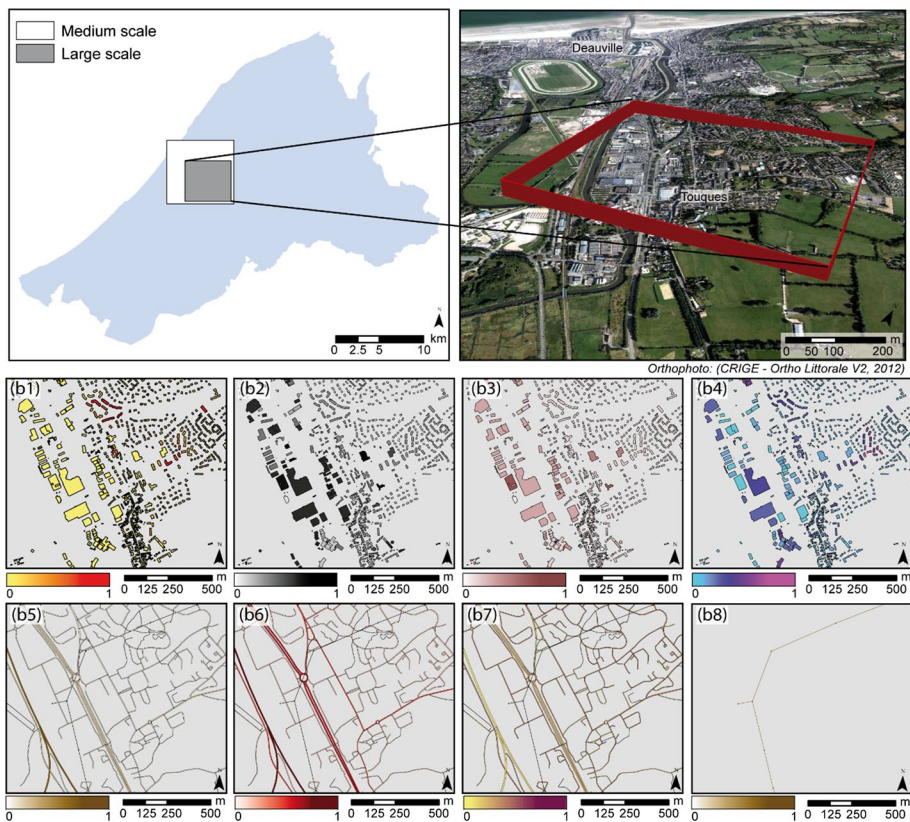 Medium scale
Large scale
N
0 2.5 5 10
km
Deauville
Touques
m
0 50 100 200
Orthophoto: (CRIGE - Ortho Littorale V2, 2012)
(b1)
N
0 1
m
0 125 250 500
(b2)
N
0 1
m
0 125 250 500
(b3)
N
0 1
m
0 125 250 500
(b4)
N
0 1
m
0 125 250 500
(b5)
N
0 1
m
0 125 250 500
(b6)
N
0 1
m
0 125 250 500
(b7)
N
0 1
m
0 125 250 500
(b8)
N
0 1
m
0 125 250 500